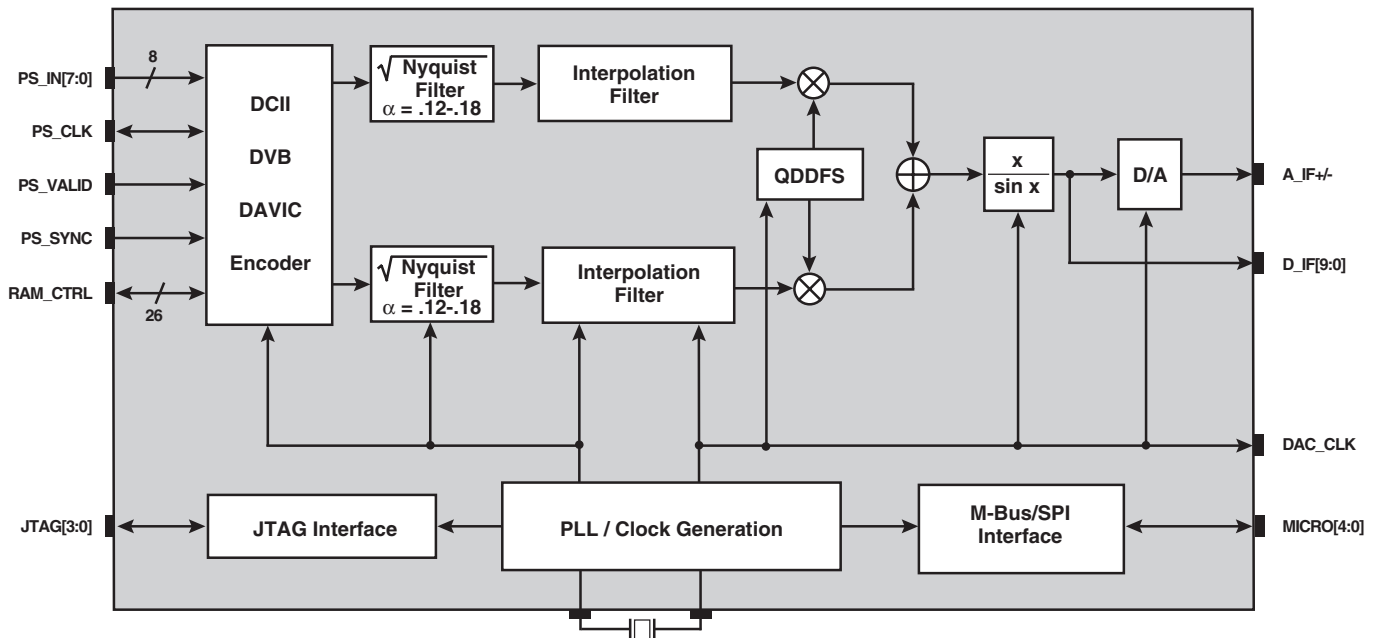 PS_IN[7:0]
8
PS_CLK
PS_VALID
PS_SYNC
RAM_CTRL
26
DCII
DVB
DAVIC
Encoder
√Nyquist
Filter
α = .12-.18
Interpolation
Filter
√Nyquist
Filter
α = .12-.18
Interpolation
Filter
QDDFS
x
sin x
D/A
A_IF+/-
D_IF[9:0]
DAC_CLK
JTAG[3:0]
JTAG Interface
PLL / Clock Generation
M-Bus/SPI
Interface
MICRO[4:0]